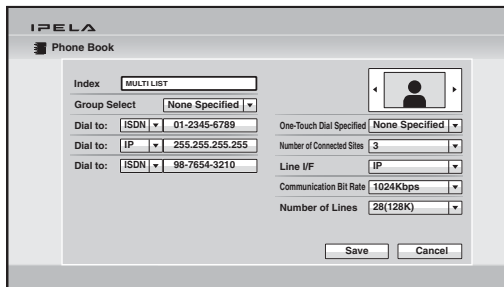 IPELA
Phone Book
Index MULTI LIST
Group Select None Specified
Dial to: ISDN 01-2345-6789
Dial to: IP 255.255.255.255
Dial to: ISDN 98-7654-3210
One-Touch Dial Specified None Specified
Number of Connected Sites 3
Line I/F IP
Communication Bit Rate 1024Kbps
Number of Lines 28(128K)
Save Cancel